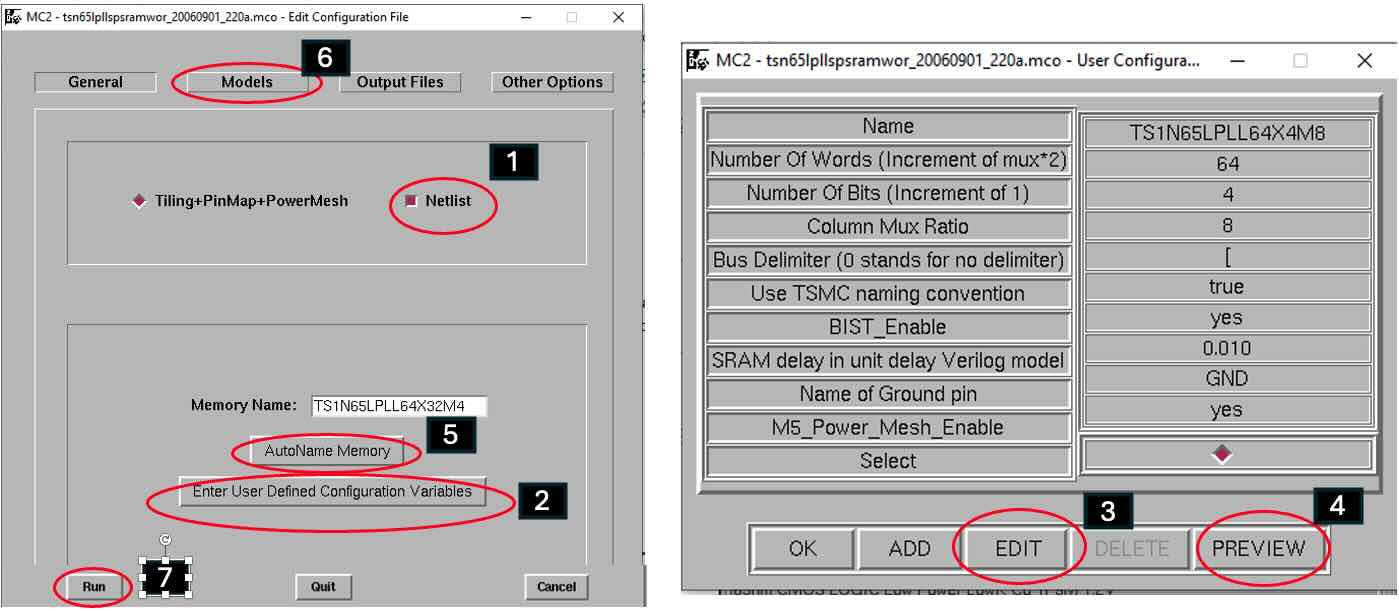 MC2 - tsn65lpllspsramwor_20060901_220a.mco - Edit Configuration File
6
General Models Output Files Other Options
1
Tiling+PinMap+PowerMesh Netlist
Memory Name: TS1N65LPLL64X32M4
5
AutoName Memory
Enter User Defined Configuration Variables
2
7
Run Quit Cancel
MC2 - tsn65lpllspsramwor_20060901_220a.mco - User Configura...
Name TS1N65LPLL64X4M8
Number Of Words (Increment of mux*2) 64
Number Of Bits (Increment of 1) 4
Column Mux Ratio 8
Bus Delimiter (0 stands for no delimiter) [
Use TSMC naming convention true
BIST_Enable yes
SRAM delay in unit delay Verilog model 0.010
Name of Ground pin GND
M5_Power_Mesh_Enable yes
Select
3 4
OK ADD EDIT DELETE PREVIEW